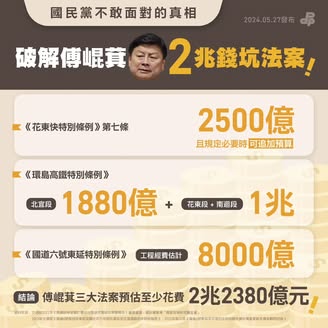 國民黨不敢面對的真相
2024.05.27發布
破解傅崐萁2兆錢坑法案!
《花東快特別條例》第七條
2500億
且規定必要時可追加預算
《環島高鐵特別條例》
北宜段 1880億 + 花東段+南迴段 1兆
《國道六號東延特別條例》 工程經費估計 8000億
結論 傅崐萁三大法案預估至少花費 2兆2380億元!